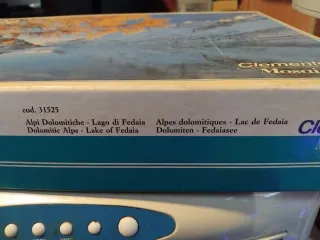 Clementoni
cod. 31525
Alpi Dolomitiche - Lago di Fedaia
Dolomitic Alps - Lake of Fedaia
Alpes dolomitiques - Lac de Fedaia
Dolomiten - Fedaiasee